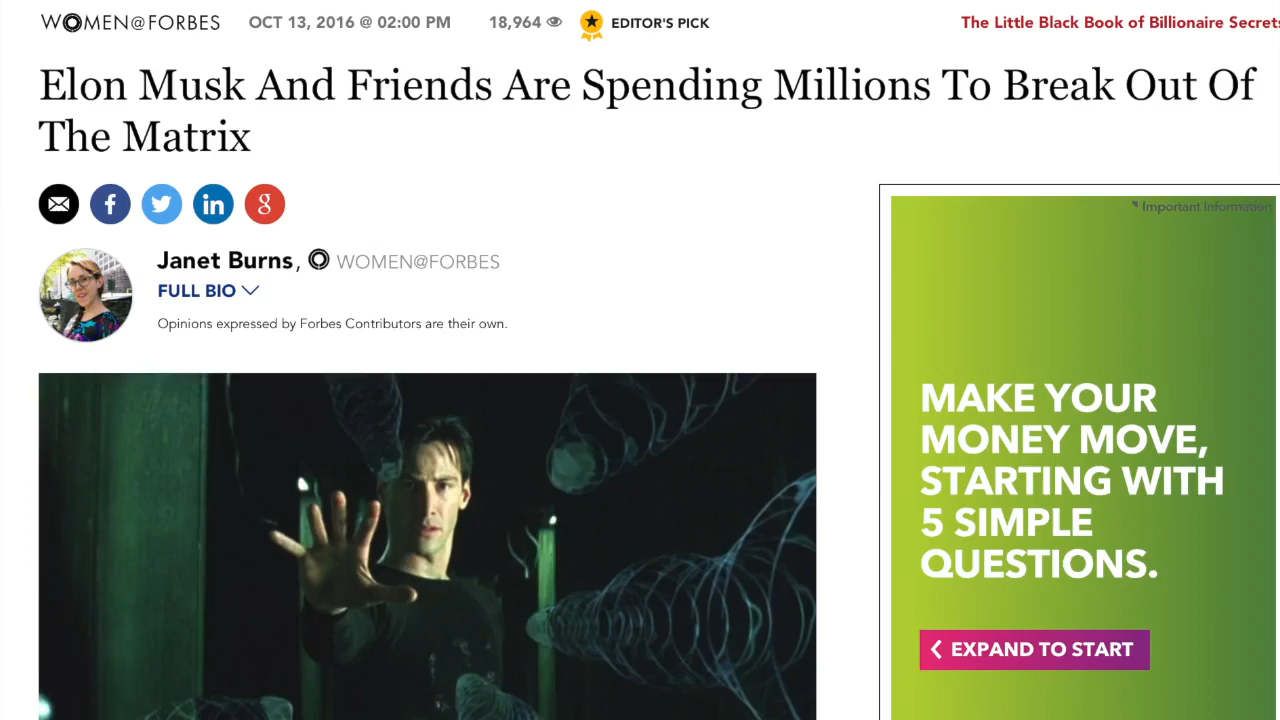 WOMEN@FORBES OCT 13, 2016 @ 02:00 PM 18,964 EDITOR'S PICK The Little Black Book of Billionaire Secrets
Elon Musk And Friends Are Spending Millions To Break Out Of
The Matrix
Janet Burns, WOMEN@FORBES
FULL BIO
Opinions expressed by Forbes Contributors are their own.
Important Information
MAKE YOUR
MONEY MOVE,
STARTING WITH
5 SIMPLE
QUESTIONS.
EXPAND TO START